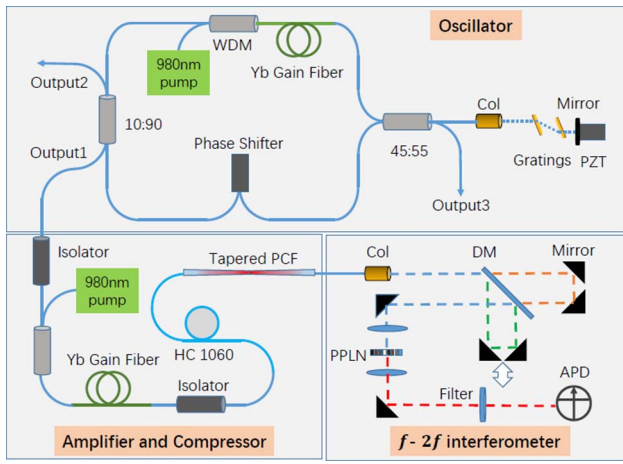 Oscillator
WDM
980nm
pump
Yb Gain Fiber
Output2
10:90
Output1
Phase Shifter
45:55
Col
Mirror
Gratings
PZT
Output3
Isolator
980nm
pump
Tapered PCF
HC 1060
Yb Gain Fiber
Isolator
Amplifier and Compressor
Col
DM
Mirror
PPLN
Filter
APD
f- 2f interferometer